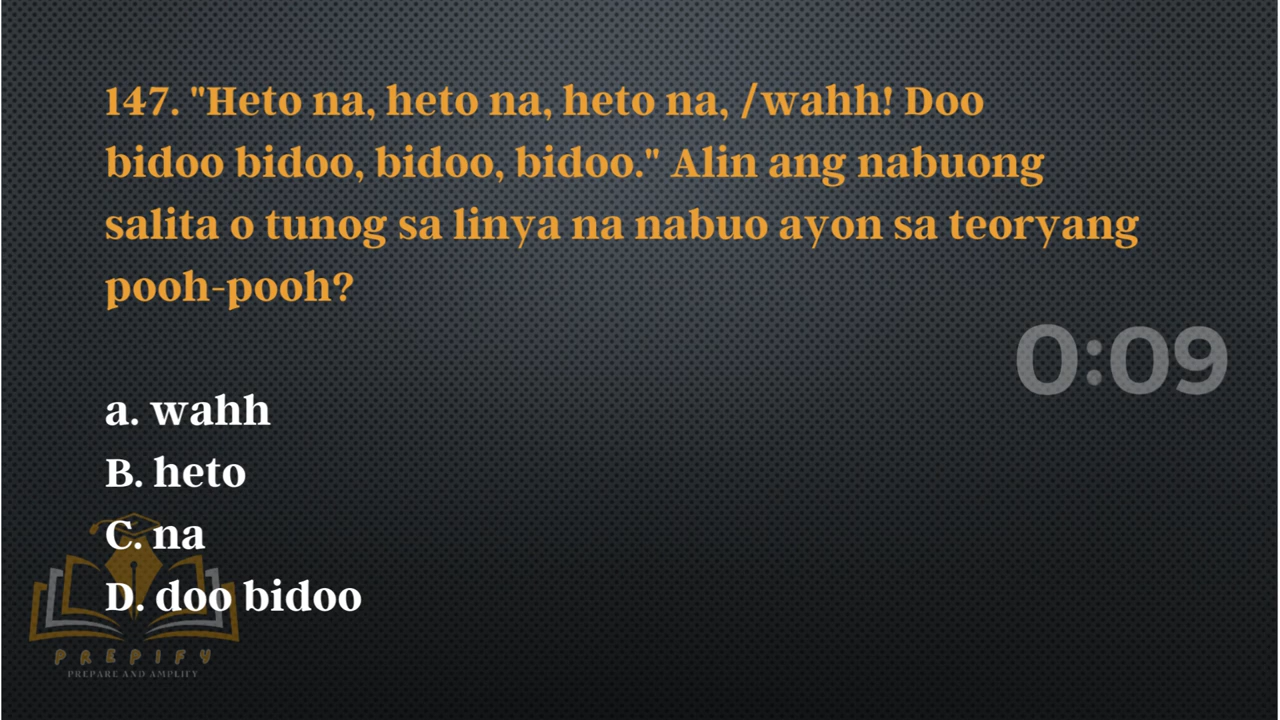 147. "Heto na, heto na, heto na, /wahh! Doo
bidoo bidoo, bidoo, bidoo." Alin ang nabuong
salita o tunog sa linya na nabuo ayon sa teoryang
pooh-pooh?
0:09
a. wahh
B. heto
C. na
D. doo bidoo
PREPIFY
PREPARE AND AMPLIFY